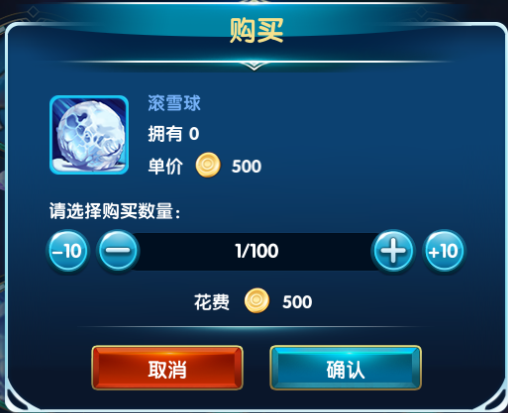 购买
滚雪球
拥有 0
单价 500
请选择购买数量：
-10 1/100 +10
花费 500
取消 确认